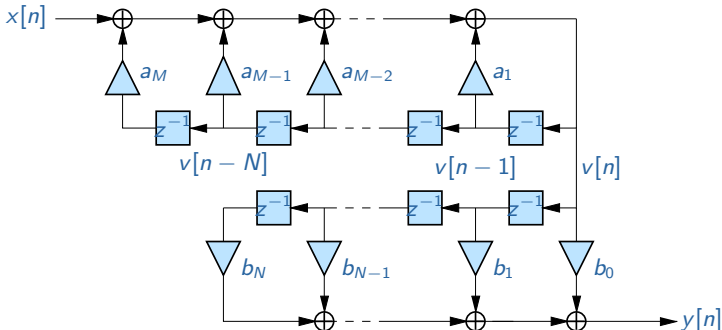 x[n]
a_M a_{M−1} a_{M−2} a_1
z^{−1} z^{−1} z^{−1} z^{−1}
v[n − N] v[n − 1] v[n]
z^{−1} z^{−1} z^{−1}
b_N b_{N−1} b_1 b_0
y[n]